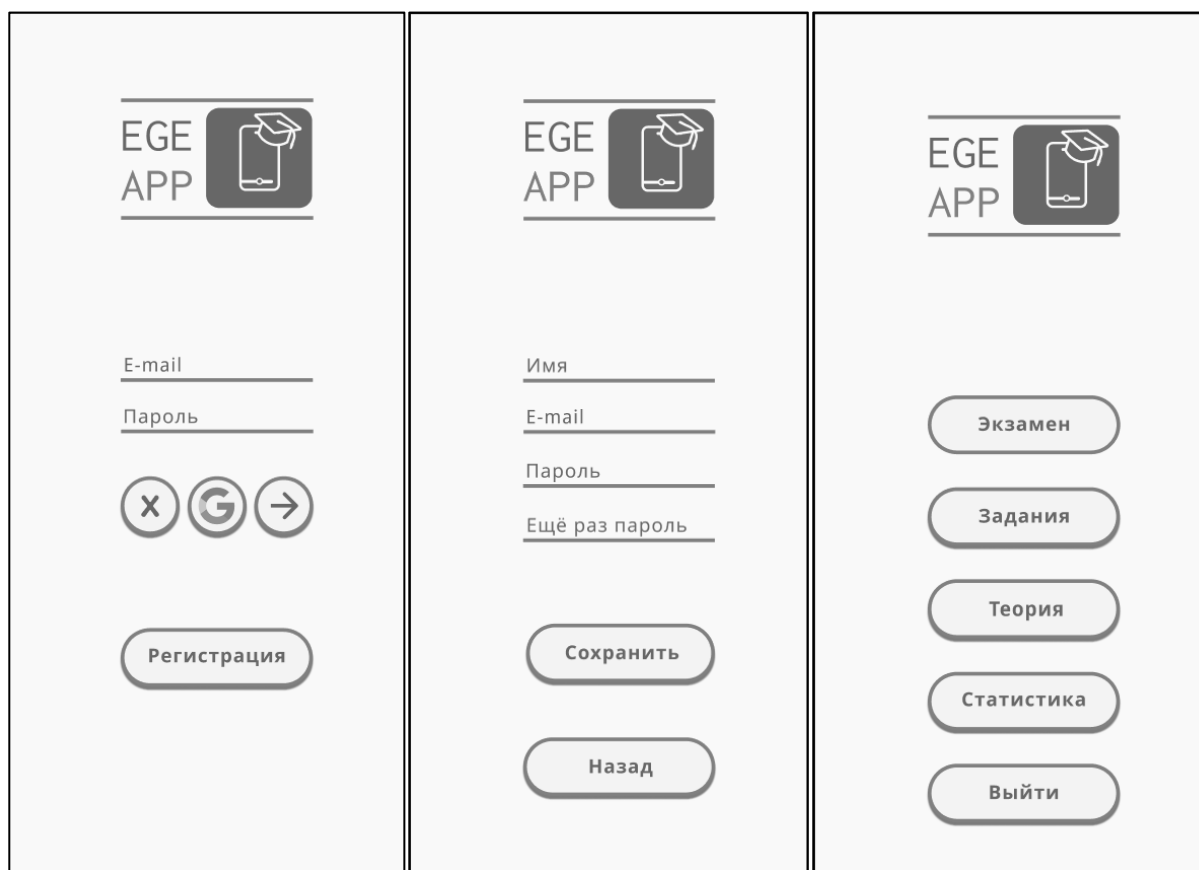 EGE
APP
E-mail
Пароль
X G →
Регистрация
EGE
APP
Имя
E-mail
Пароль
Ещё раз пароль
Сохранить
Назад
EGE
APP
Экзамен
Задания
Теория
Статистика
Выйти